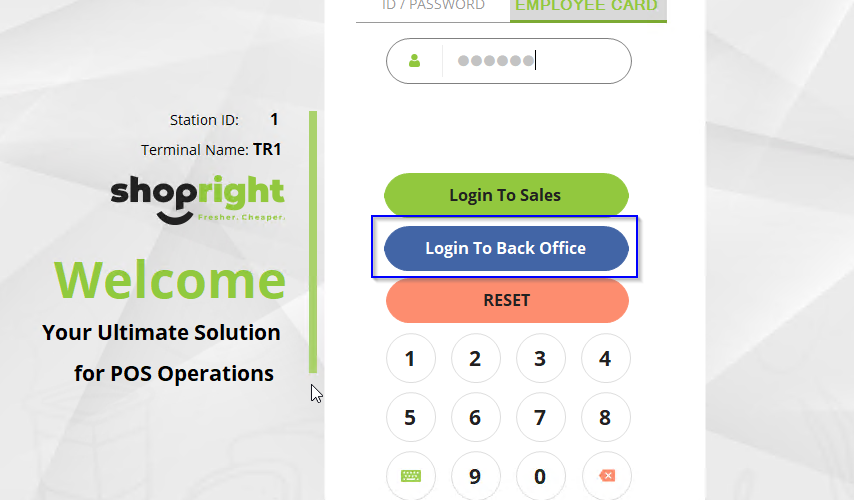 ID / PASSWORD
EMPLOYEE CARD
Station ID: 1
Terminal Name: TR1
shopright
Fresher. Cheaper.
Welcome
Your Ultimate Solution
for POS Operations
Login To Sales
Login To Back Office
RESET
1 2 3 4
5 6 7 8
9 0